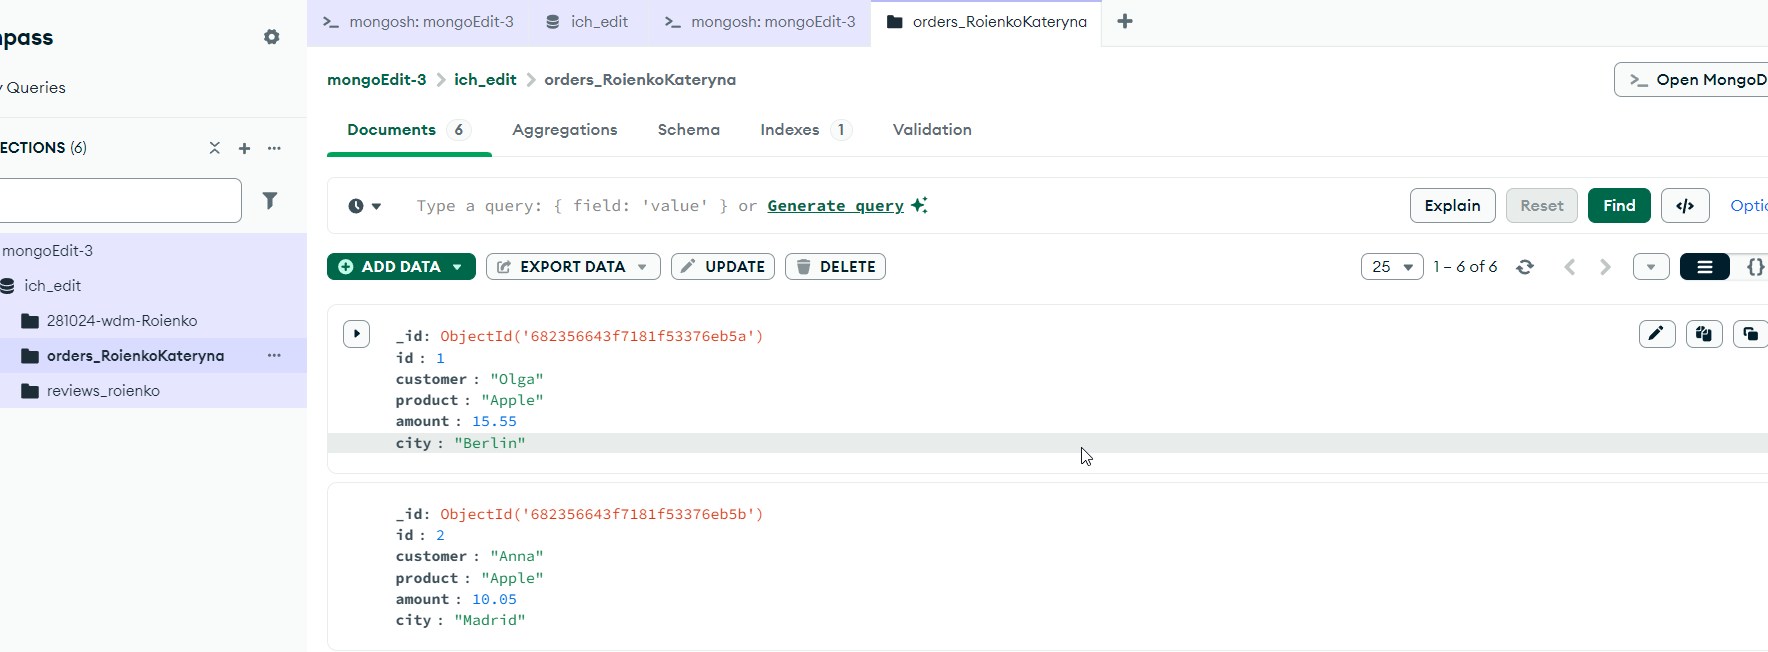 mongosh: mongoEdit-3 ich_edit mongosh: mongoEdit-3 orders_RoienkoKateryna
mpass
mongoEdit-3 > ich_edit > orders_RoienkoKateryna
Open MongoD
y Queries
Documents 6 Aggregations Schema Indexes 1 Validation
ECTIONS (6)
Type a query: { field: 'value' } or Generate query
Explain Reset Find </> Optio
mongoEdit-3
ich_edit
281024-wdm-Roienko
orders_RoienkoKateryna
reviews_roienko
ADD DATA EXPORT DATA UPDATE DELETE
25 1 – 6 of 6 {}
_id: ObjectId('682356643f7181f53376eb5a')
id : 1
customer : "Olga"
product : "Apple"
amount : 15.55
city : "Berlin"
_id: ObjectId('682356643f7181f53376eb5b')
id : 2
customer : "Anna"
product : "Apple"
amount : 10.05
city : "Madrid"